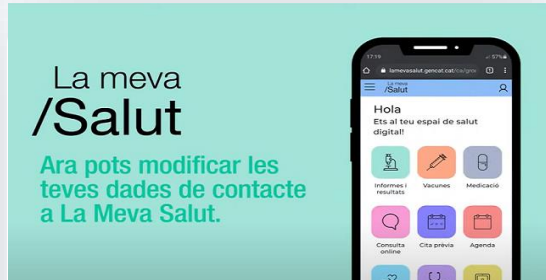 La meva
/Salut
Ara pots modificar les
teves dades de contacte
a La Meva Salut.
17:19
57%
lamevasalut.gencat.cat/ca/
La meva
/Salut
Hola
Ets al teu espai de salut
digital!
Informes i
resultats
Vacunes
Medicació
Consulta
online
Cita prèvia
Agenda